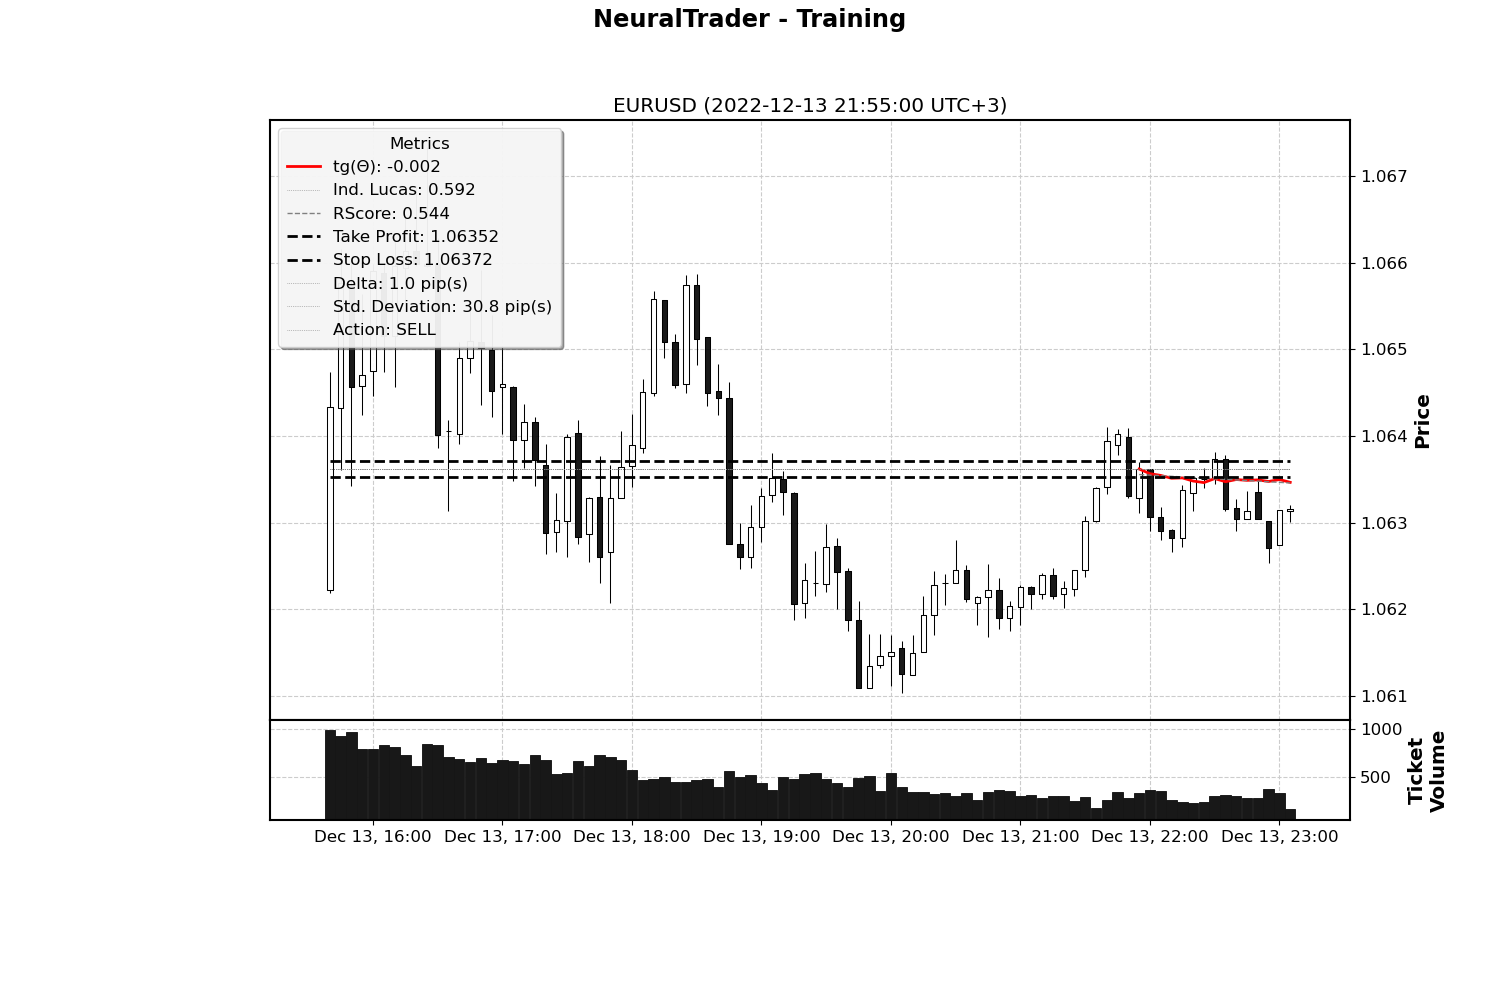 NeuralTrader - Training
EURUSD (2022-12-13 21:55:00 UTC+3)
Metrics
tg(Θ): -0.002
Ind. Lucas: 0.592
RScore: 0.544
Take Profit: 1.06352
Stop Loss: 1.06372
Delta: 1.0 pip(s)
Std. Deviation: 30.8 pip(s)
Action: SELL
1.067
1.066
1.065
1.064
1.063
1.062
1.061
Price
1000
500
Ticket
Volume
Dec 13, 16:00
Dec 13, 17:00
Dec 13, 18:00
Dec 13, 19:00
Dec 13, 20:00
Dec 13, 21:00
Dec 13, 22:00
Dec 13, 23:00